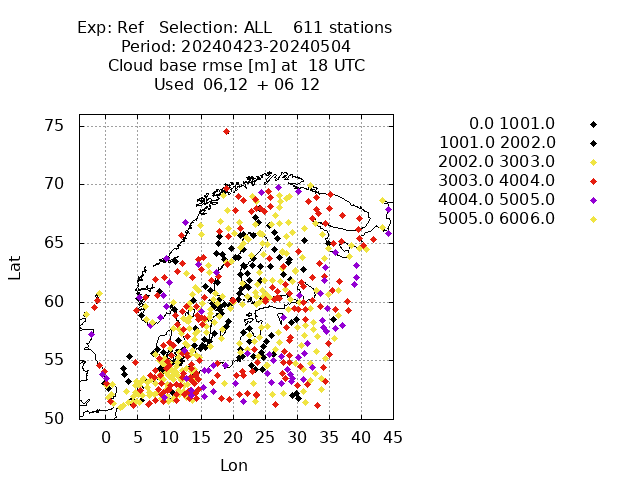 Exp: Ref Selection: ALL 611 stations
Period: 20240423-20240504
Cloud base rmse [m] at 18 UTC
Used 06,12 + 06 12
0.0 1001.0
1001.0 2002.0
2002.0 3003.0
3003.0 4004.0
4004.0 5005.0
5005.0 6006.0
75
70
65
60
55
50
Lat
0 5 10 15 20 25 30 35 40 45
Lon